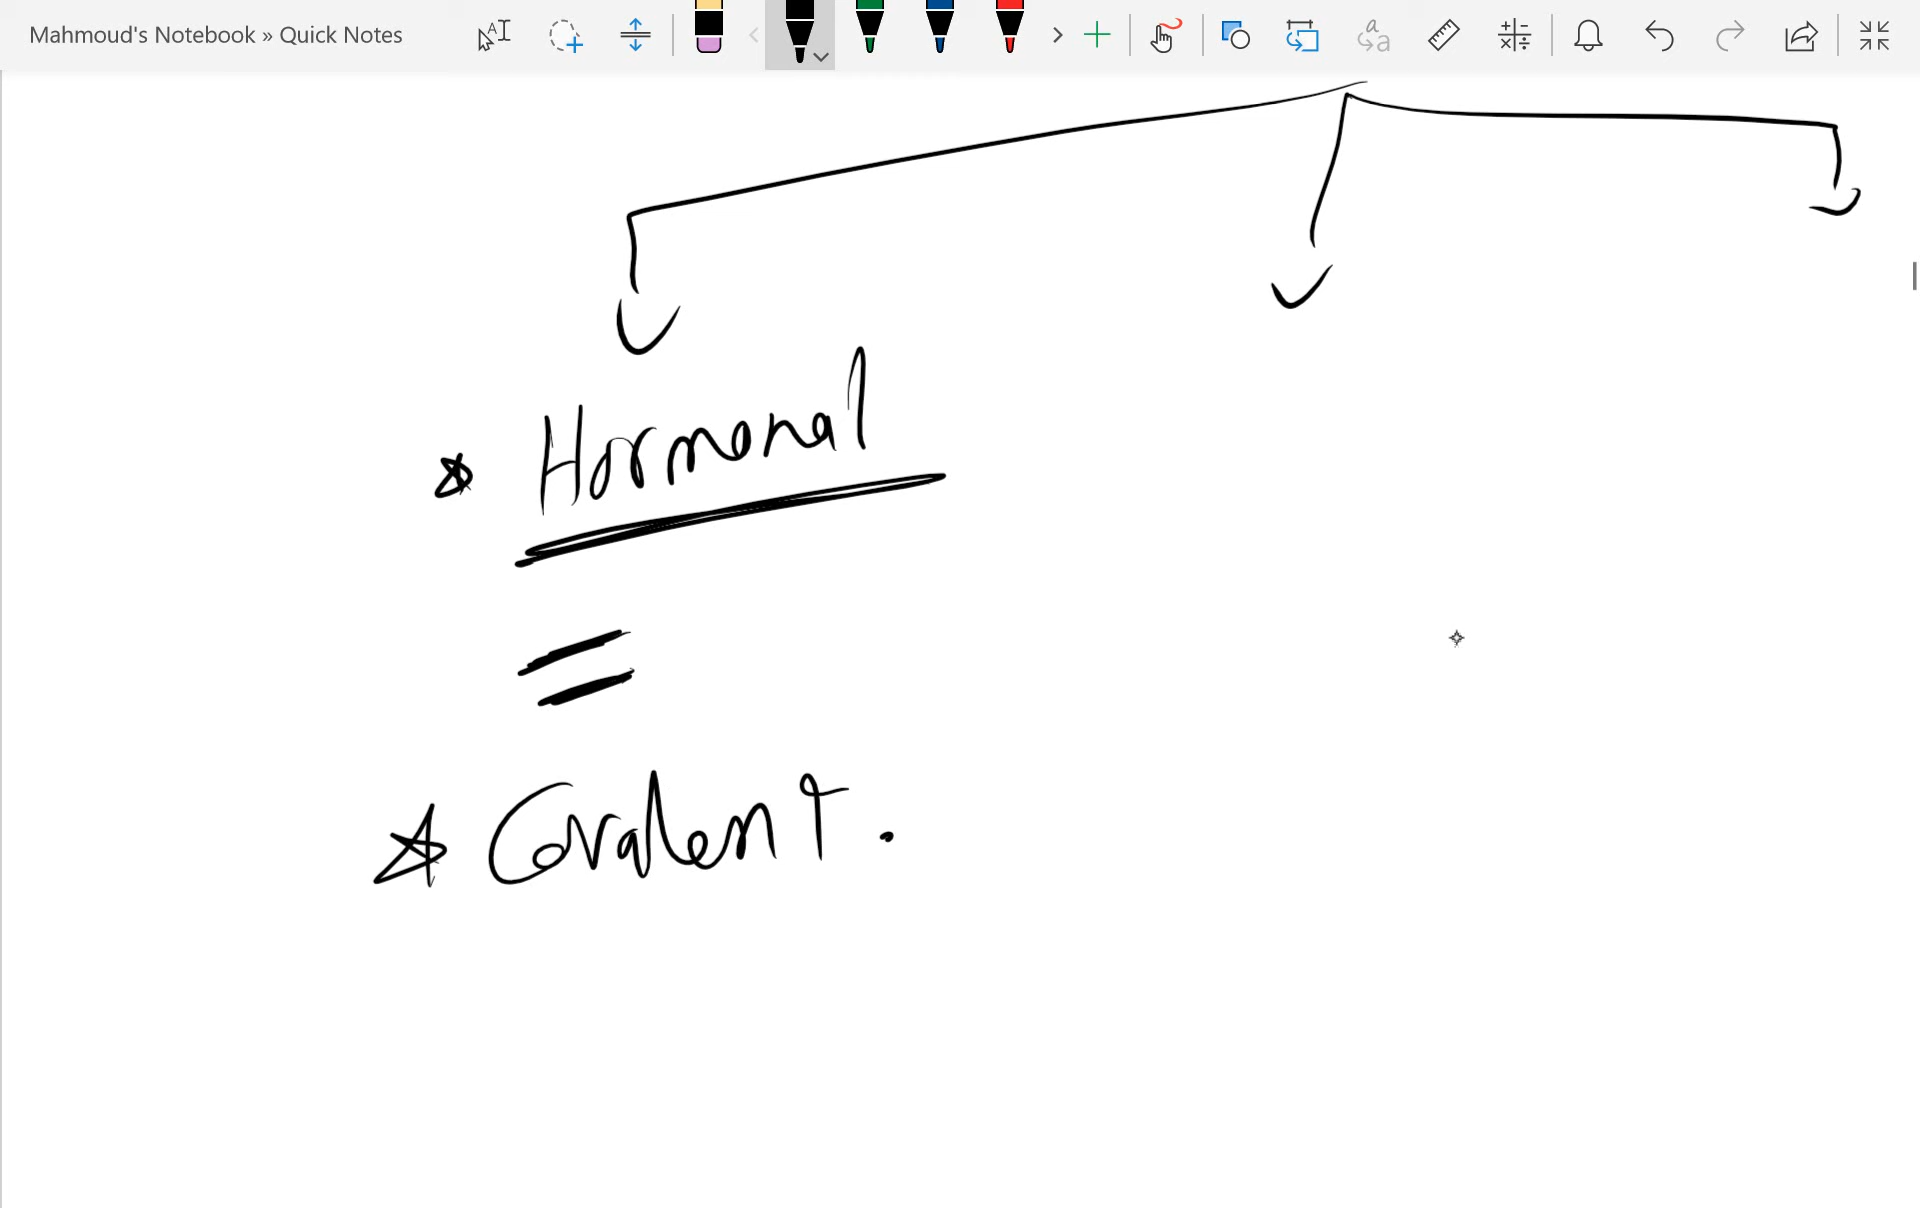 Mahmoud's Notebook » Quick Notes
* Hormonal
=
* Covalent.